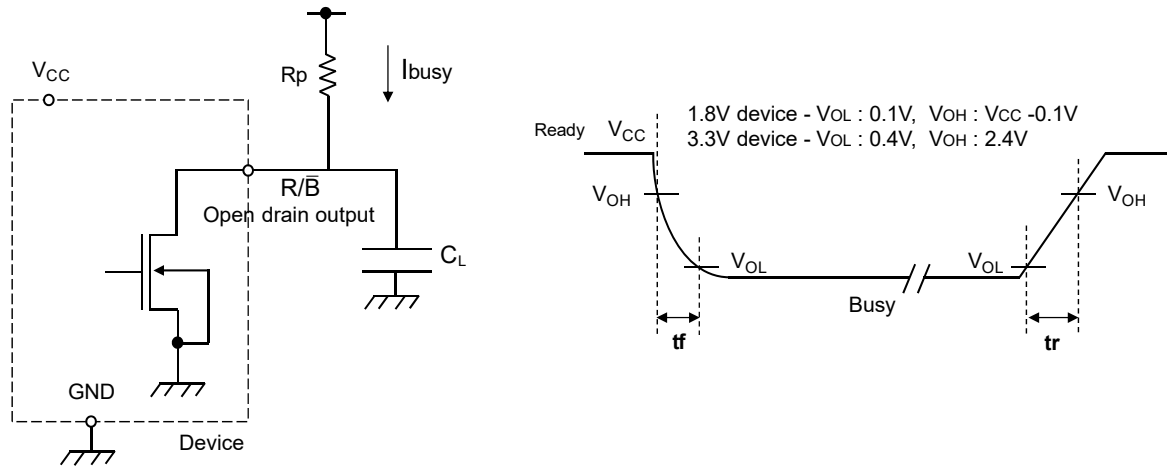 Rp
Ibusy
VCC
R/B̅
Open drain output
CL
GND
Device
1.8V device - VOL : 0.1V, VOH : VCC -0.1V
3.3V device - VOL : 0.4V, VOH : 2.4V
Ready
VCC
VOH
VOH
VOL
VOL
Busy
tf
tr